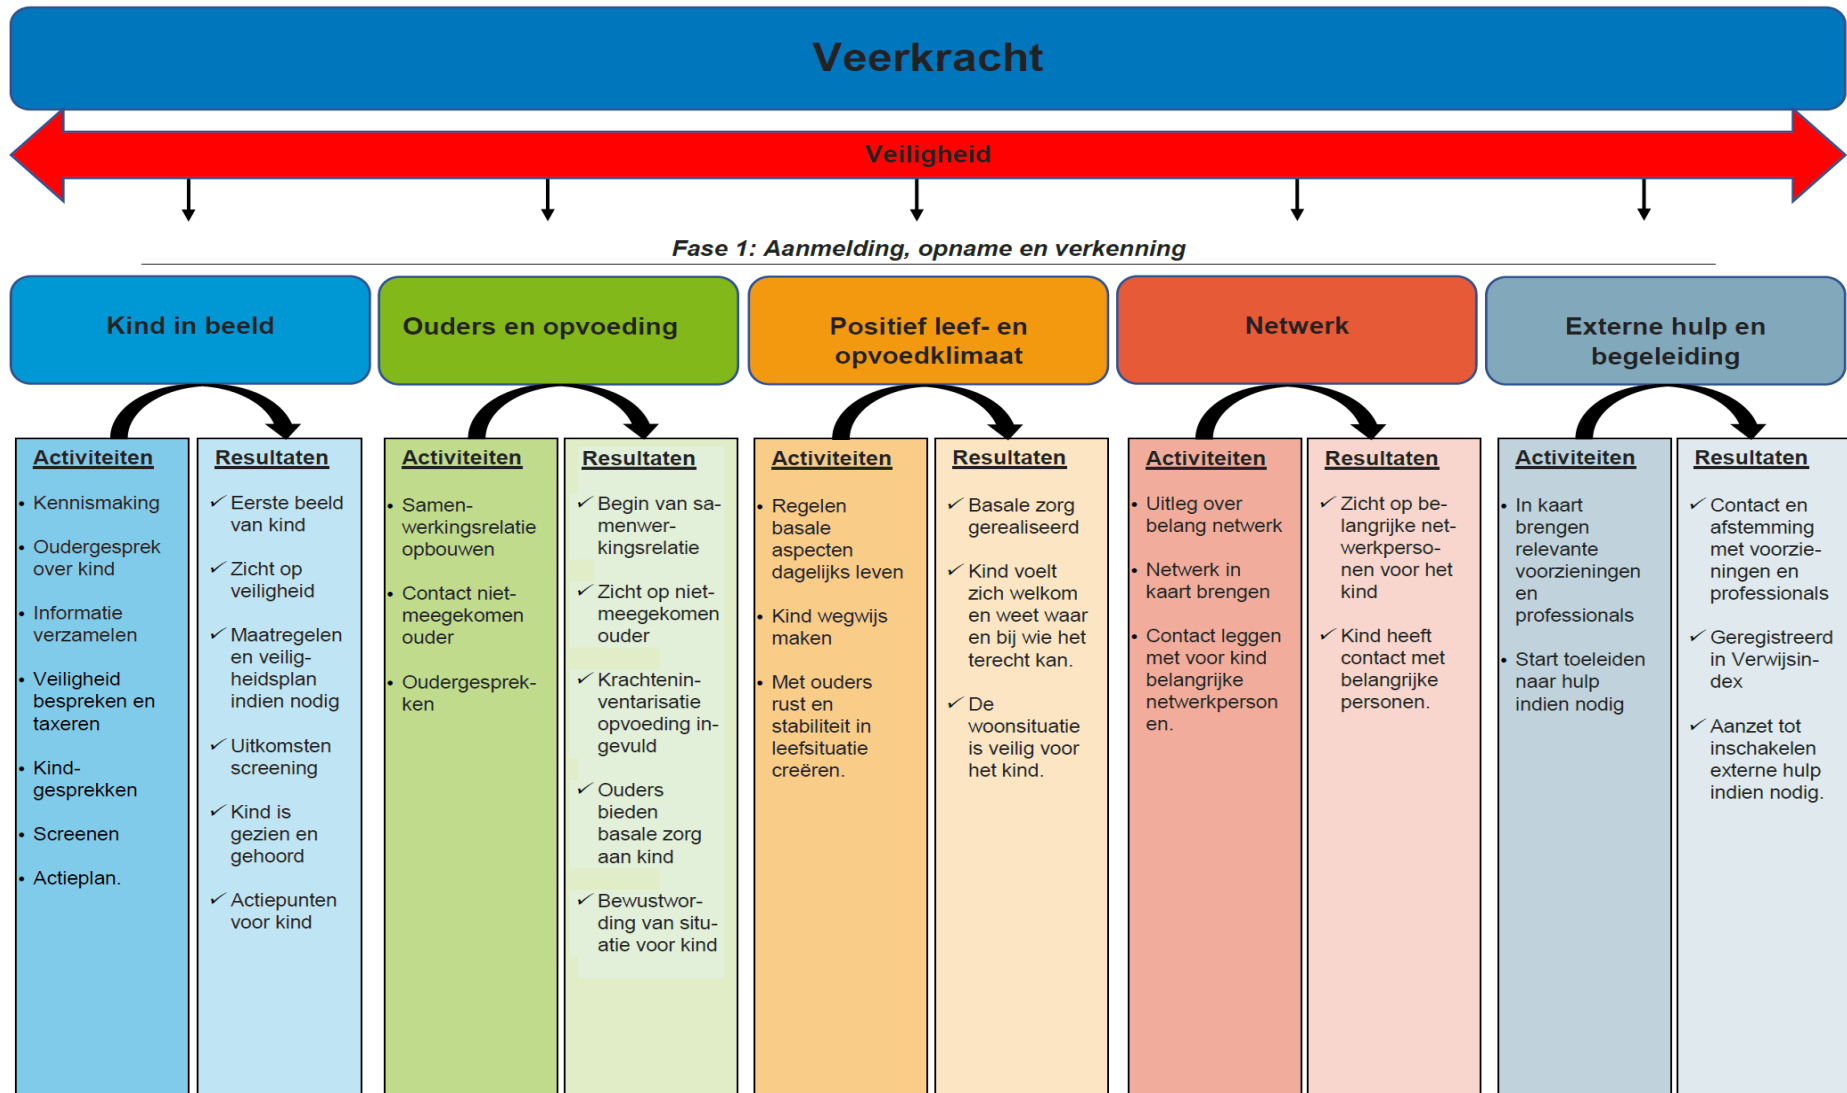 Veerkracht
Veiligheid
Fase 1: Aanmelding, opname en verkenning
Kind in beeld
Activiteiten
• Kennismaking
• Oudergesprek
over kind
• Informatie
verzamelen
• Veiligheid
bespreken en
taxeren
• Kind-
gesprekken
• Screenen
• Actieplan.
Resultaten
✓ Eerste beeld
van kind
✓ Zicht op
veiligheid
✓ Maatregelen
en veilig-
heidsplan
indien nodig
✓ Uitkomsten
screening
✓ Kind is
gezien en
gehoord
✓ Actiepunten
voor kind
Ouders en opvoeding
Activiteiten
• Samen-
werkingsrelatie
opbouwen
• Contact niet-
meegekomen
ouder
• Oudergesprek-
ken
Resultaten
✓ Begin van sa-
menwer-
kingsrelatie
✓ Zicht op niet-
meegekomen
ouder
✓ Krachtenin-
ventarisatie
opvoeding in-
gevuld
✓ Ouders
bieden
basale zorg
aan kind
✓ Bewustwor-
ding van situ-
atie voor kind
Positief leef- en
opvoedklimaat
Activiteiten
• Regelen
basale
aspecten
dagelijks leven
• Kind wegwijs
maken
• Met ouders
rust en
stabiliteit in
leefsituatie
creëren.
Resultaten
✓ Basale zorg
gerealiseerd
✓ Kind voelt
zich welkom
en weet waar
en bij wie het
terecht kan.
✓ De
woonsituatie
is veilig voor
het kind.
Netwerk
Activiteiten
• Uitleg over
belang netwerk
• Netwerk in
kaart brengen
• Contact leggen
met voor kind
belangrijke
netwerkperson
en.
Resultaten
✓ Zicht op be-
langrijke net-
werkperso-
nen voor het
kind
✓ Kind heeft
contact met
belangrijke
personen.
Externe hulp en
begeleiding
Activiteiten
• In kaart
brengen
relevante
voorzieningen
en
professionals
• Start toeleiden
naar hulp
indien nodig
Resultaten
✓ Contact en
afstemming
met voorzie-
ningen en
professionals
✓ Geregistreerd
in Verwijsin-
dex
✓ Aanzet tot
inschakelen
externe hulp
indien nodig.